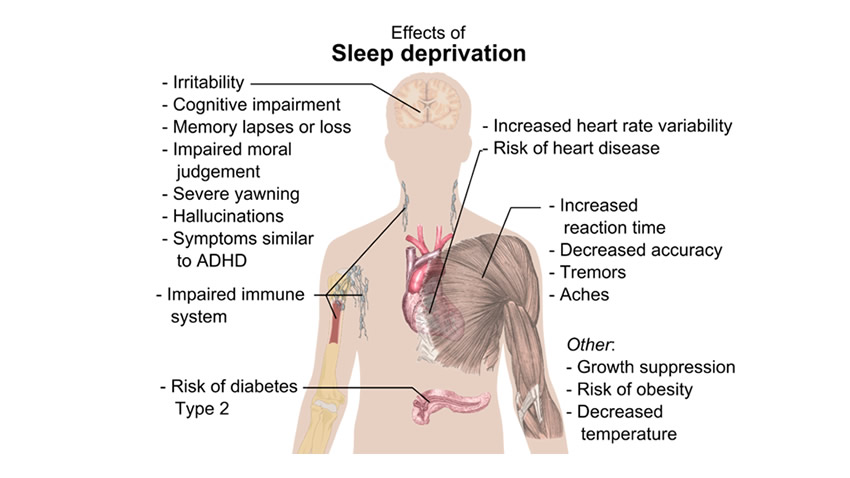 Effects of
Sleep deprivation
- Irritability
- Cognitive impairment
- Memory lapses or loss
- Impaired moral
judgement
- Severe yawning
- Hallucinations
- Symptoms similar
to ADHD
- Impaired immune
system
- Risk of diabetes
Type 2
- Increased heart rate variability
- Risk of heart disease
- Increased
reaction time
- Decreased accuracy
- Tremors
- Aches
Other:
- Growth suppression
- Risk of obesity
- Decreased
temperature